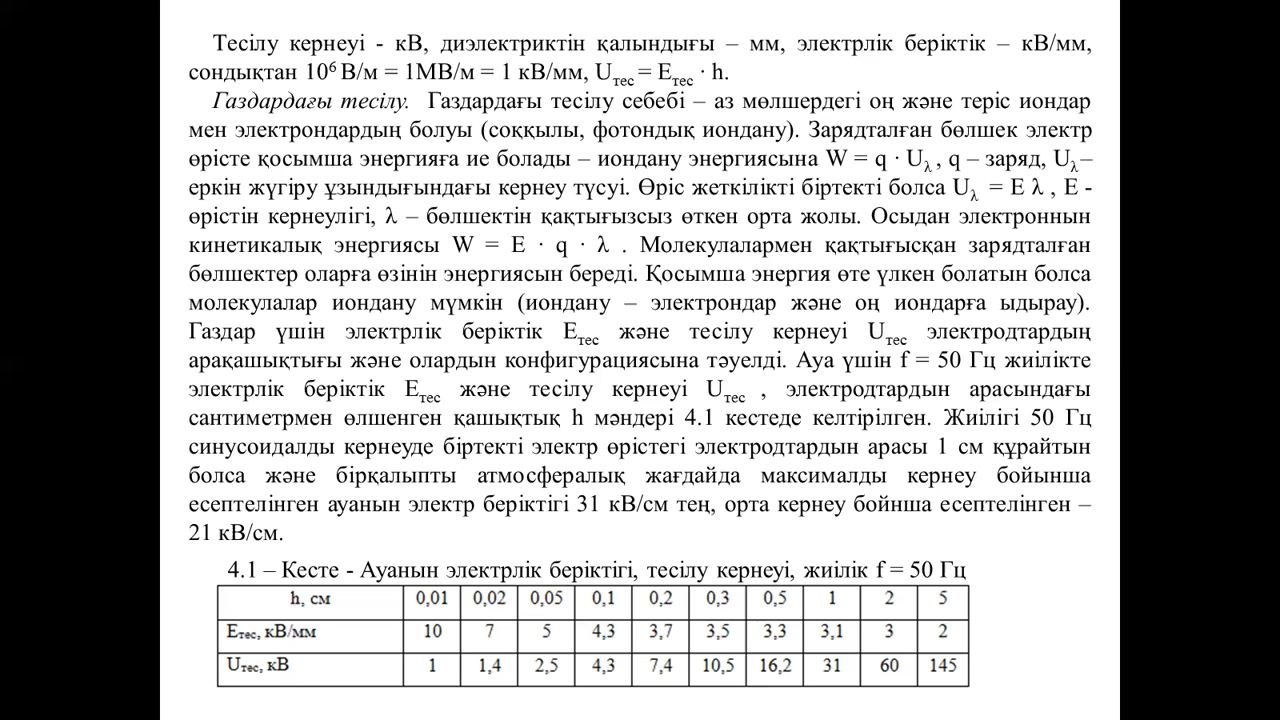 Тесілу кернеуі - кВ, диэлектриктін қалындығы – мм, электрлік беріктік – кВ/мм,
сондықтан 10⁶ В/м = 1МВ/м = 1 кВ/мм, Uтес = Eтес · h.
Газдардағы тесілу. Газдардағы тесілу себебі – аз мөлшердегі оң және теріс иондар
мен электрондардың болуы (соққылы, фотондық иондану). Зарядталған бөлшек электр
өрісте қосымша энергияға ие болады – иондану энергиясына W = q · Uλ , q – заряд, Uλ–
еркін жүгіру ұзындығындағы кернеу түсуі. Өріс жеткілікті біртекті болса Uλ = E λ , E -
өрістін кернеулігі, λ – бөлшектін қақтығызсыз өткен орта жолы. Осыдан электроннын
кинетикалық энергиясы W = E · q · λ . Молекулалармен қақтығысқан зарядталған
бөлшектер оларға өзінін энергиясын береді. Қосымша энергия өте үлкен болатын болса
молекулалар иондану мүмкін (иондану – электрондар және оң иондарға ыдырау).
Газдар үшін электрлік беріктік Eтес және тесілу кернеуі Uтес электродтардың
арақашықтығы және олардын конфигурациясына тәуелді. Ауа үшін f = 50 Гц жиілікте
электрлік беріктік Eтес және тесілу кернеуі Uтес , электродтардын арасындағы
сантиметрмен өлшенген қашықтық h мәндері 4.1 кестеде келтірілген. Жиілігі 50 Гц
синусоидалды кернеуде біртекті электр өрістегі электродтардын арасы 1 см құрайтын
болса және бірқалыпты атмосфералық жағдайда максималды кернеу бойынша
есептелінген ауанын электр беріктігі 31 кВ/см тең, орта кернеу бойнша есептелінген –
21 кВ/см.
4.1 – Кесте - Ауанын электрлік беріктігі, тесілу кернеуі, жиілік f = 50 Гц
h, см 0,01 0,02 0,05 0,1 0,2 0,3 0,5 1 2 5
Eтес, кВ/мм 10 7 5 4,3 3,7 3,5 3,3 3,1 3 2
Uтес, кВ 1 1,4 2,5 4,3 7,4 10,5 16,2 31 60 145